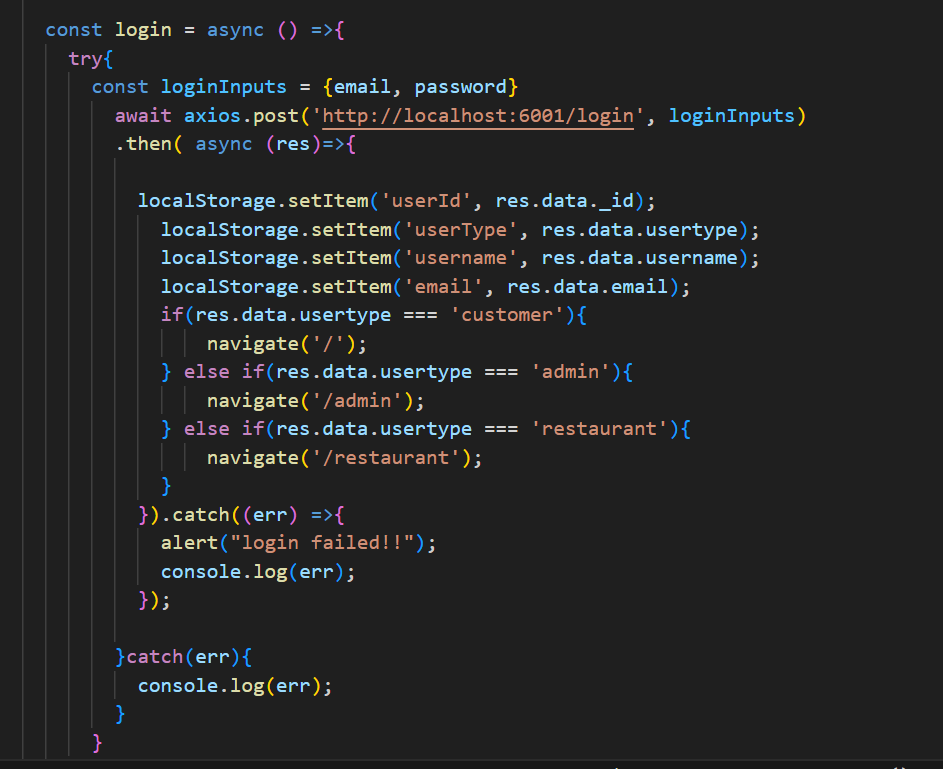 const login = async () =>{
try{
const loginInputs = {email, password}
await axios.post('http://localhost:6001/login', loginInputs)
.then( async (res)=>{
localStorage.setItem('userId', res.data._id);
localStorage.setItem('userType', res.data.usertype);
localStorage.setItem('username', res.data.username);
localStorage.setItem('email', res.data.email);
if(res.data.usertype === 'customer'){
navigate('/');
} else if(res.data.usertype === 'admin'){
navigate('/admin');
} else if(res.data.usertype === 'restaurant'){
navigate('/restaurant');
}
}).catch((err) =>{
alert("login failed!!");
console.log(err);
});
}catch(err){
console.log(err);
}
}